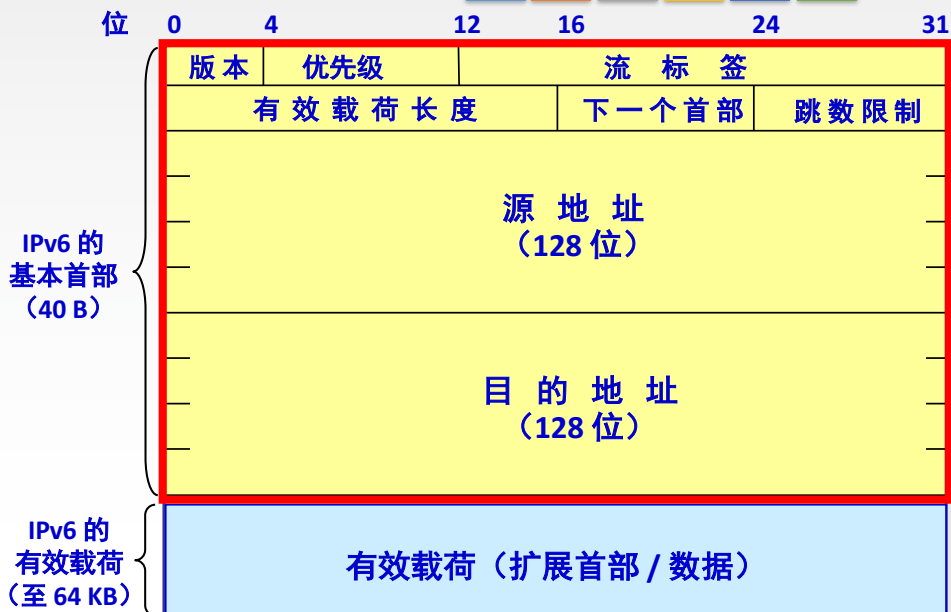 位 0 4 12 16 24 31
版本 优先级 流标签
有效载荷长度 下一个首部 跳数限制
源地址
（128 位）
IPv6 的
基本首部
（40 B）
目的地址
（128 位）
IPv6 的
有效载荷
（至 64 KB）
有效载荷（扩展首部 / 数据）